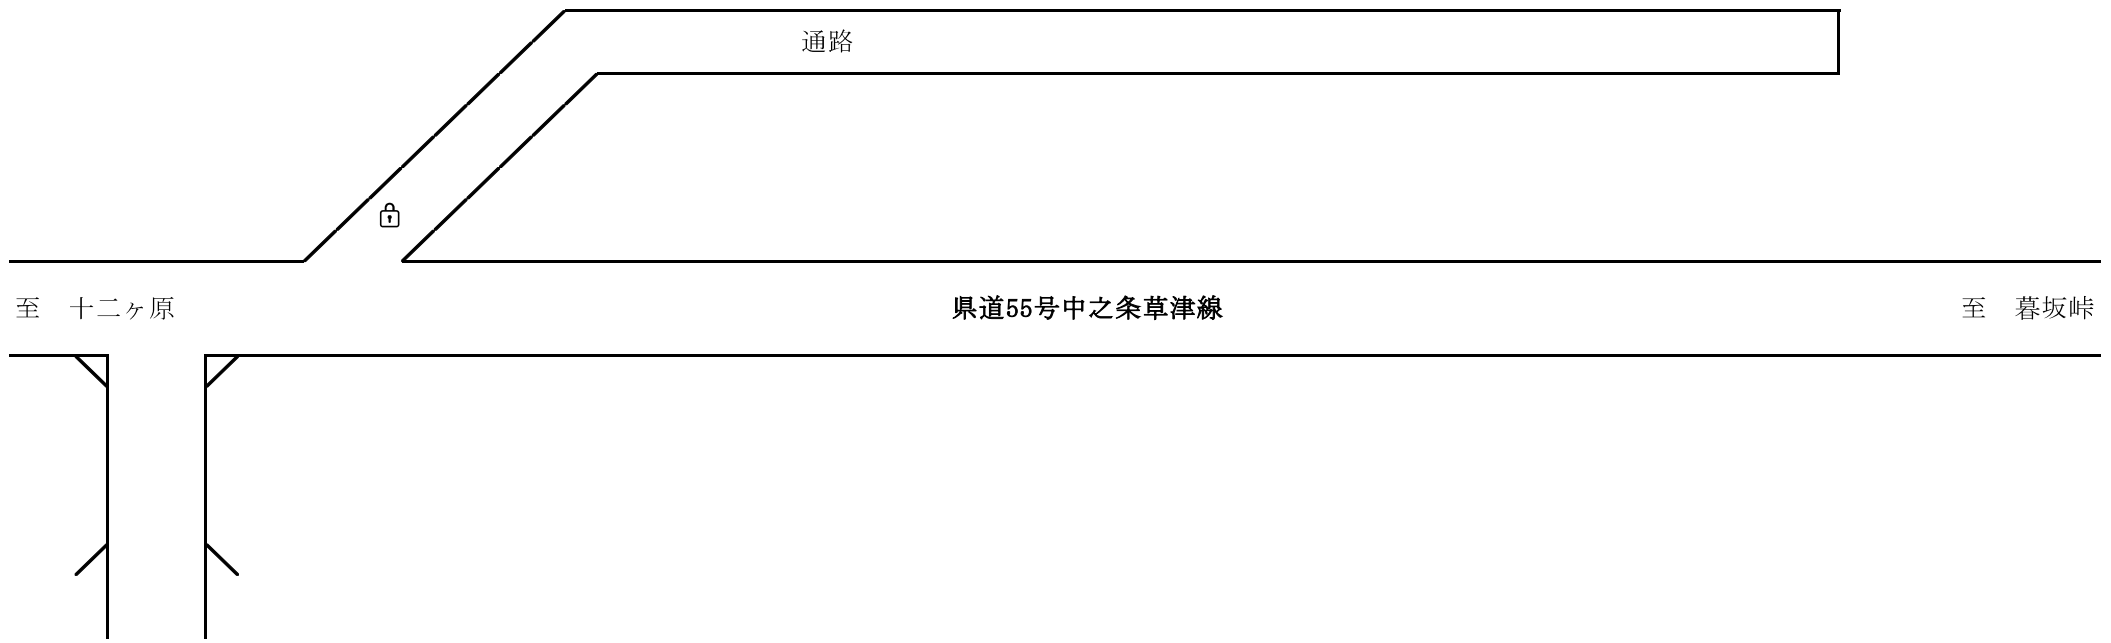 通路
至　十二ヶ原
県道55号中之条草津線
至　暮坂峠